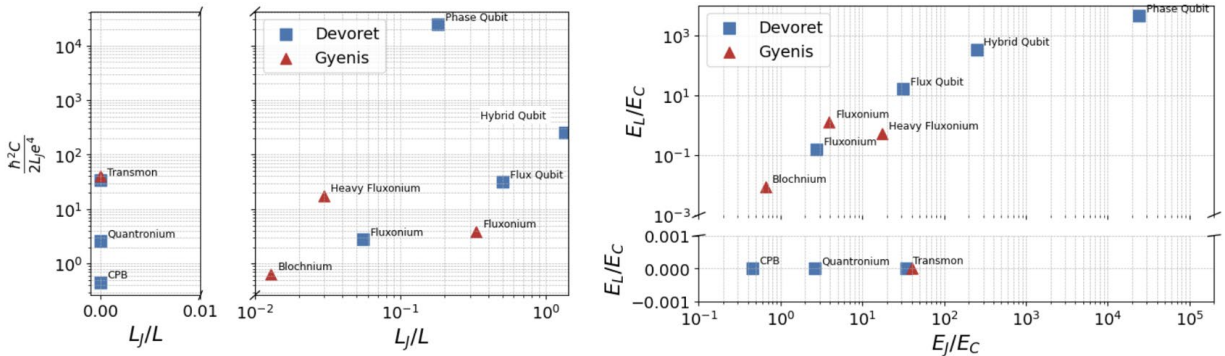 Devoret
Gyenis
Phase Qubit
Hybrid Qubit
Flux Qubit
Heavy Fluxonium
Fluxonium
Fluxonium
Blochnium
Transmon
Quantronium
CPB
10⁴
10³
10²
10¹
10⁰
ħ²C
2L_Je⁴
0.00 0.01
L_J/L
10⁻² 10⁻¹ 10⁰
L_J/L
Devoret
Gyenis
Phase Qubit
Hybrid Qubit
Flux Qubit
Fluxonium
Heavy Fluxonium
Fluxonium
Blochnium
10³
10¹
10⁻¹
10⁻³
E_L/E_C
CPB
Quantronium
Transmon
0.001
0.000
−0.001
E_L/E_C
10⁻¹ 10⁰ 10¹ 10² 10³ 10⁴ 10⁵
E_J/E_C